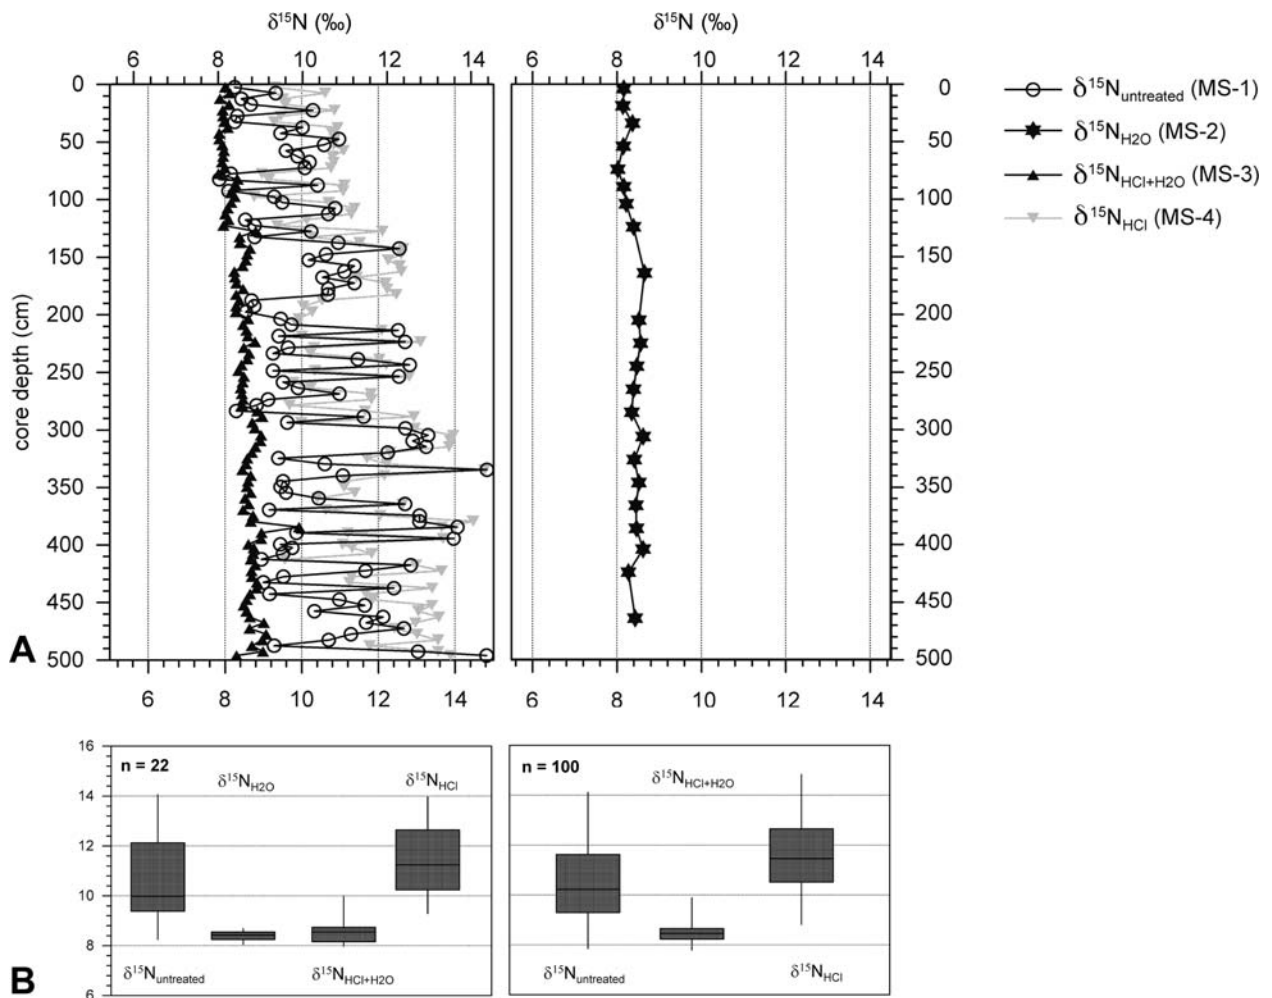 δ¹⁵N (‰)
δ¹⁵N (‰)
6 8 10 12 14
6 8 10 12 14
0
50
100
150
200
250
300
350
400
450
500
core depth (cm)
0
50
100
150
200
250
300
350
400
450
500
δ¹⁵Nuntreated (MS-1)
δ¹⁵NH2O (MS-2)
δ¹⁵NHCl+H2O (MS-3)
δ¹⁵NHCl (MS-4)
A
6 8 10 12 14
6 8 10 12 14
16
14
12
10
8
6
n = 22
δ¹⁵NH2O
δ¹⁵NHCl
δ¹⁵Nuntreated
δ¹⁵NHCl+H2O
n = 100
δ¹⁵NHCl+H2O
δ¹⁵Nuntreated
δ¹⁵NHCl
B